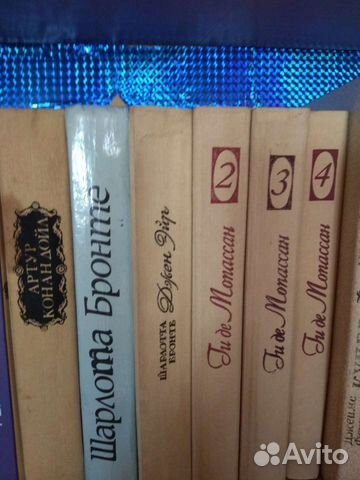 АРТУР
КОНАН ДОЙЛ
Шарлотта Бронте
ШАРЛОТТА
БРОНТЕ
Джен Эйр
2
Ги де Мопассан
3
Ги де Мопассан
4
Ги де Мопассан
Джеймс
Avito